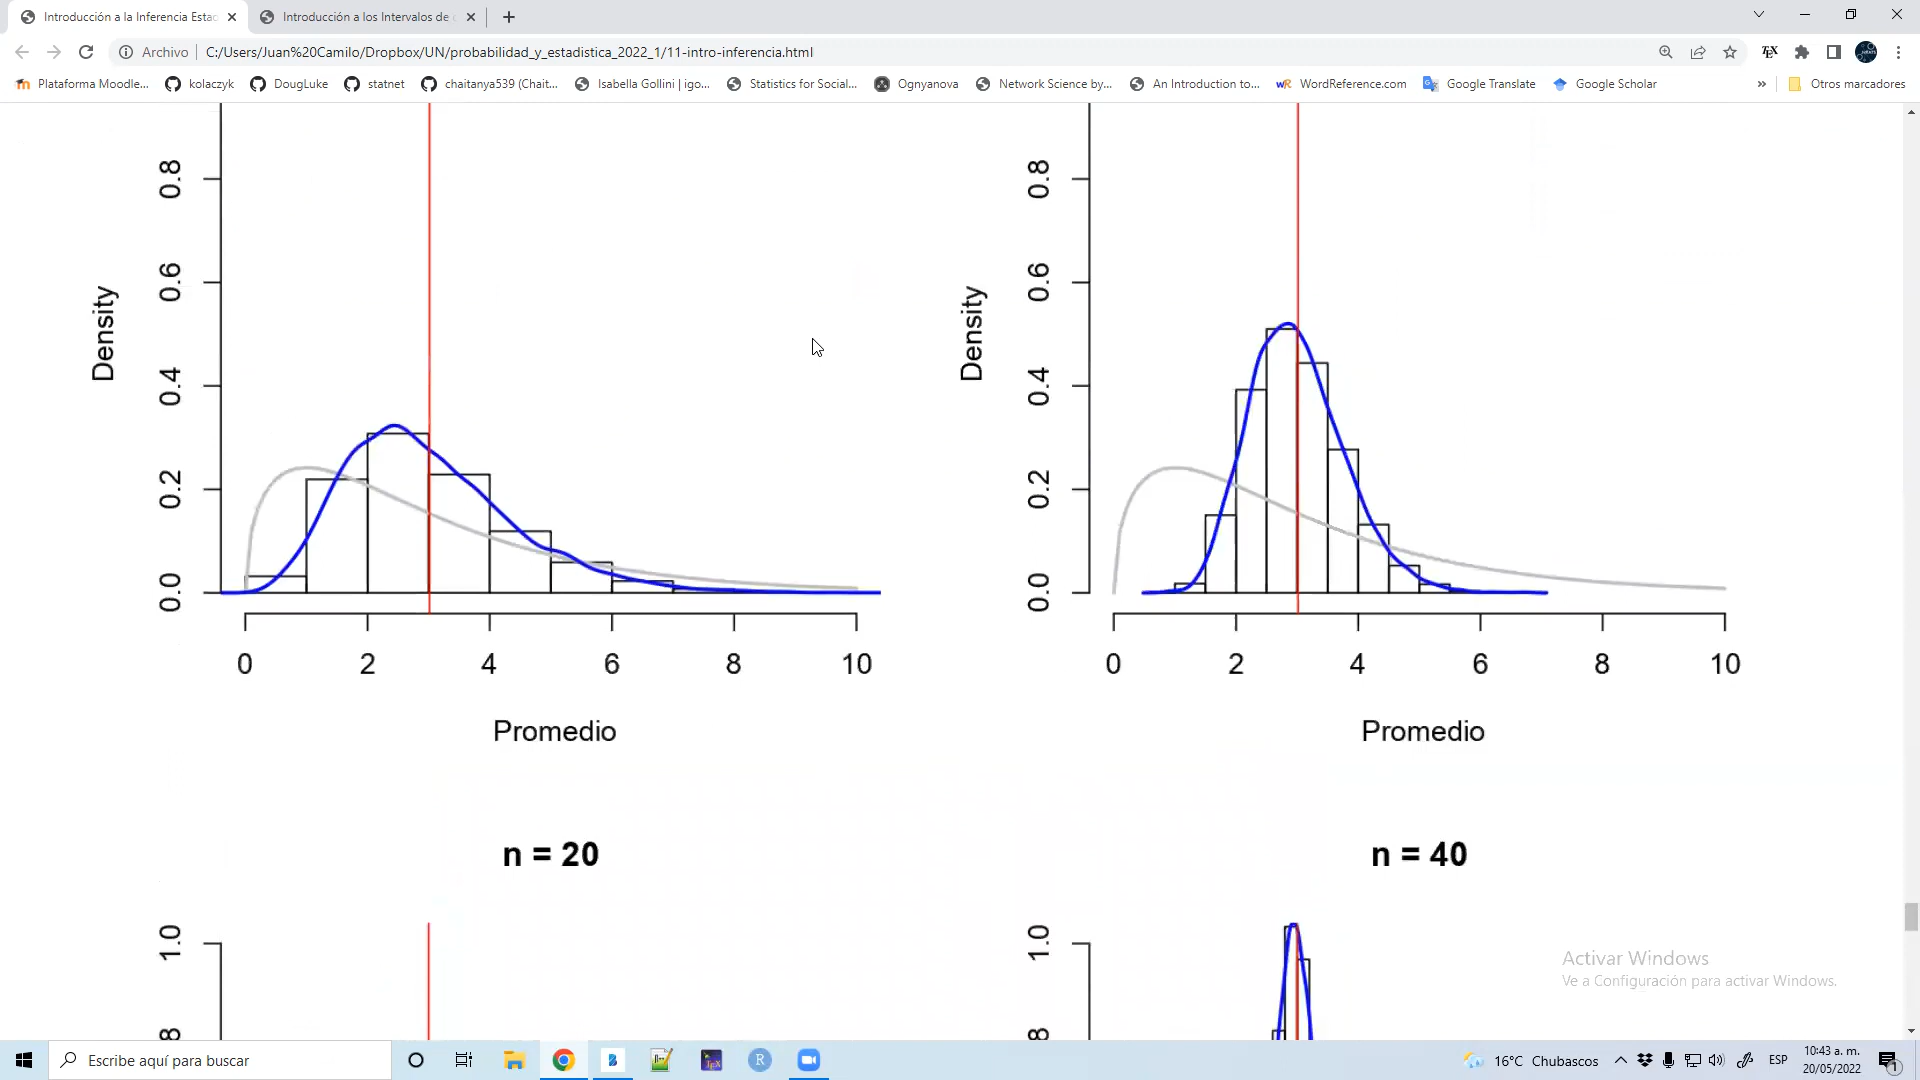 Introducción a la Inferencia Estad
Introducción a los Intervalos de c
Archivo
C:/Users/Juan%20Camilo/Dropbox/UN/probabilidad_y_estadistica_2022_1/11-intro-inferencia.html
Plataforma Moodle...
kolaczyk
DougLuke
statnet
chaitanya539 (Chait...
Isabella Gollini | igo...
Statistics for Social...
Ognyanova
Network Science by...
An Introduction to...
WordReference.com
Google Translate
Google Scholar
»
Otros marcadores
Density
0.0 0.2 0.4 0.6 0.8
0 2 4 6 8 10
Promedio
Density
0.0 0.2 0.4 0.6 0.8
0 2 4 6 8 10
Promedio
n = 20
n = 40
1.0
1.0
8
8
Activar Windows
Ve a Configuración para activar Windows.
Escribe aquí para buscar
16°C Chubascos
ESP
10:43 a. m.
20/05/2022
1